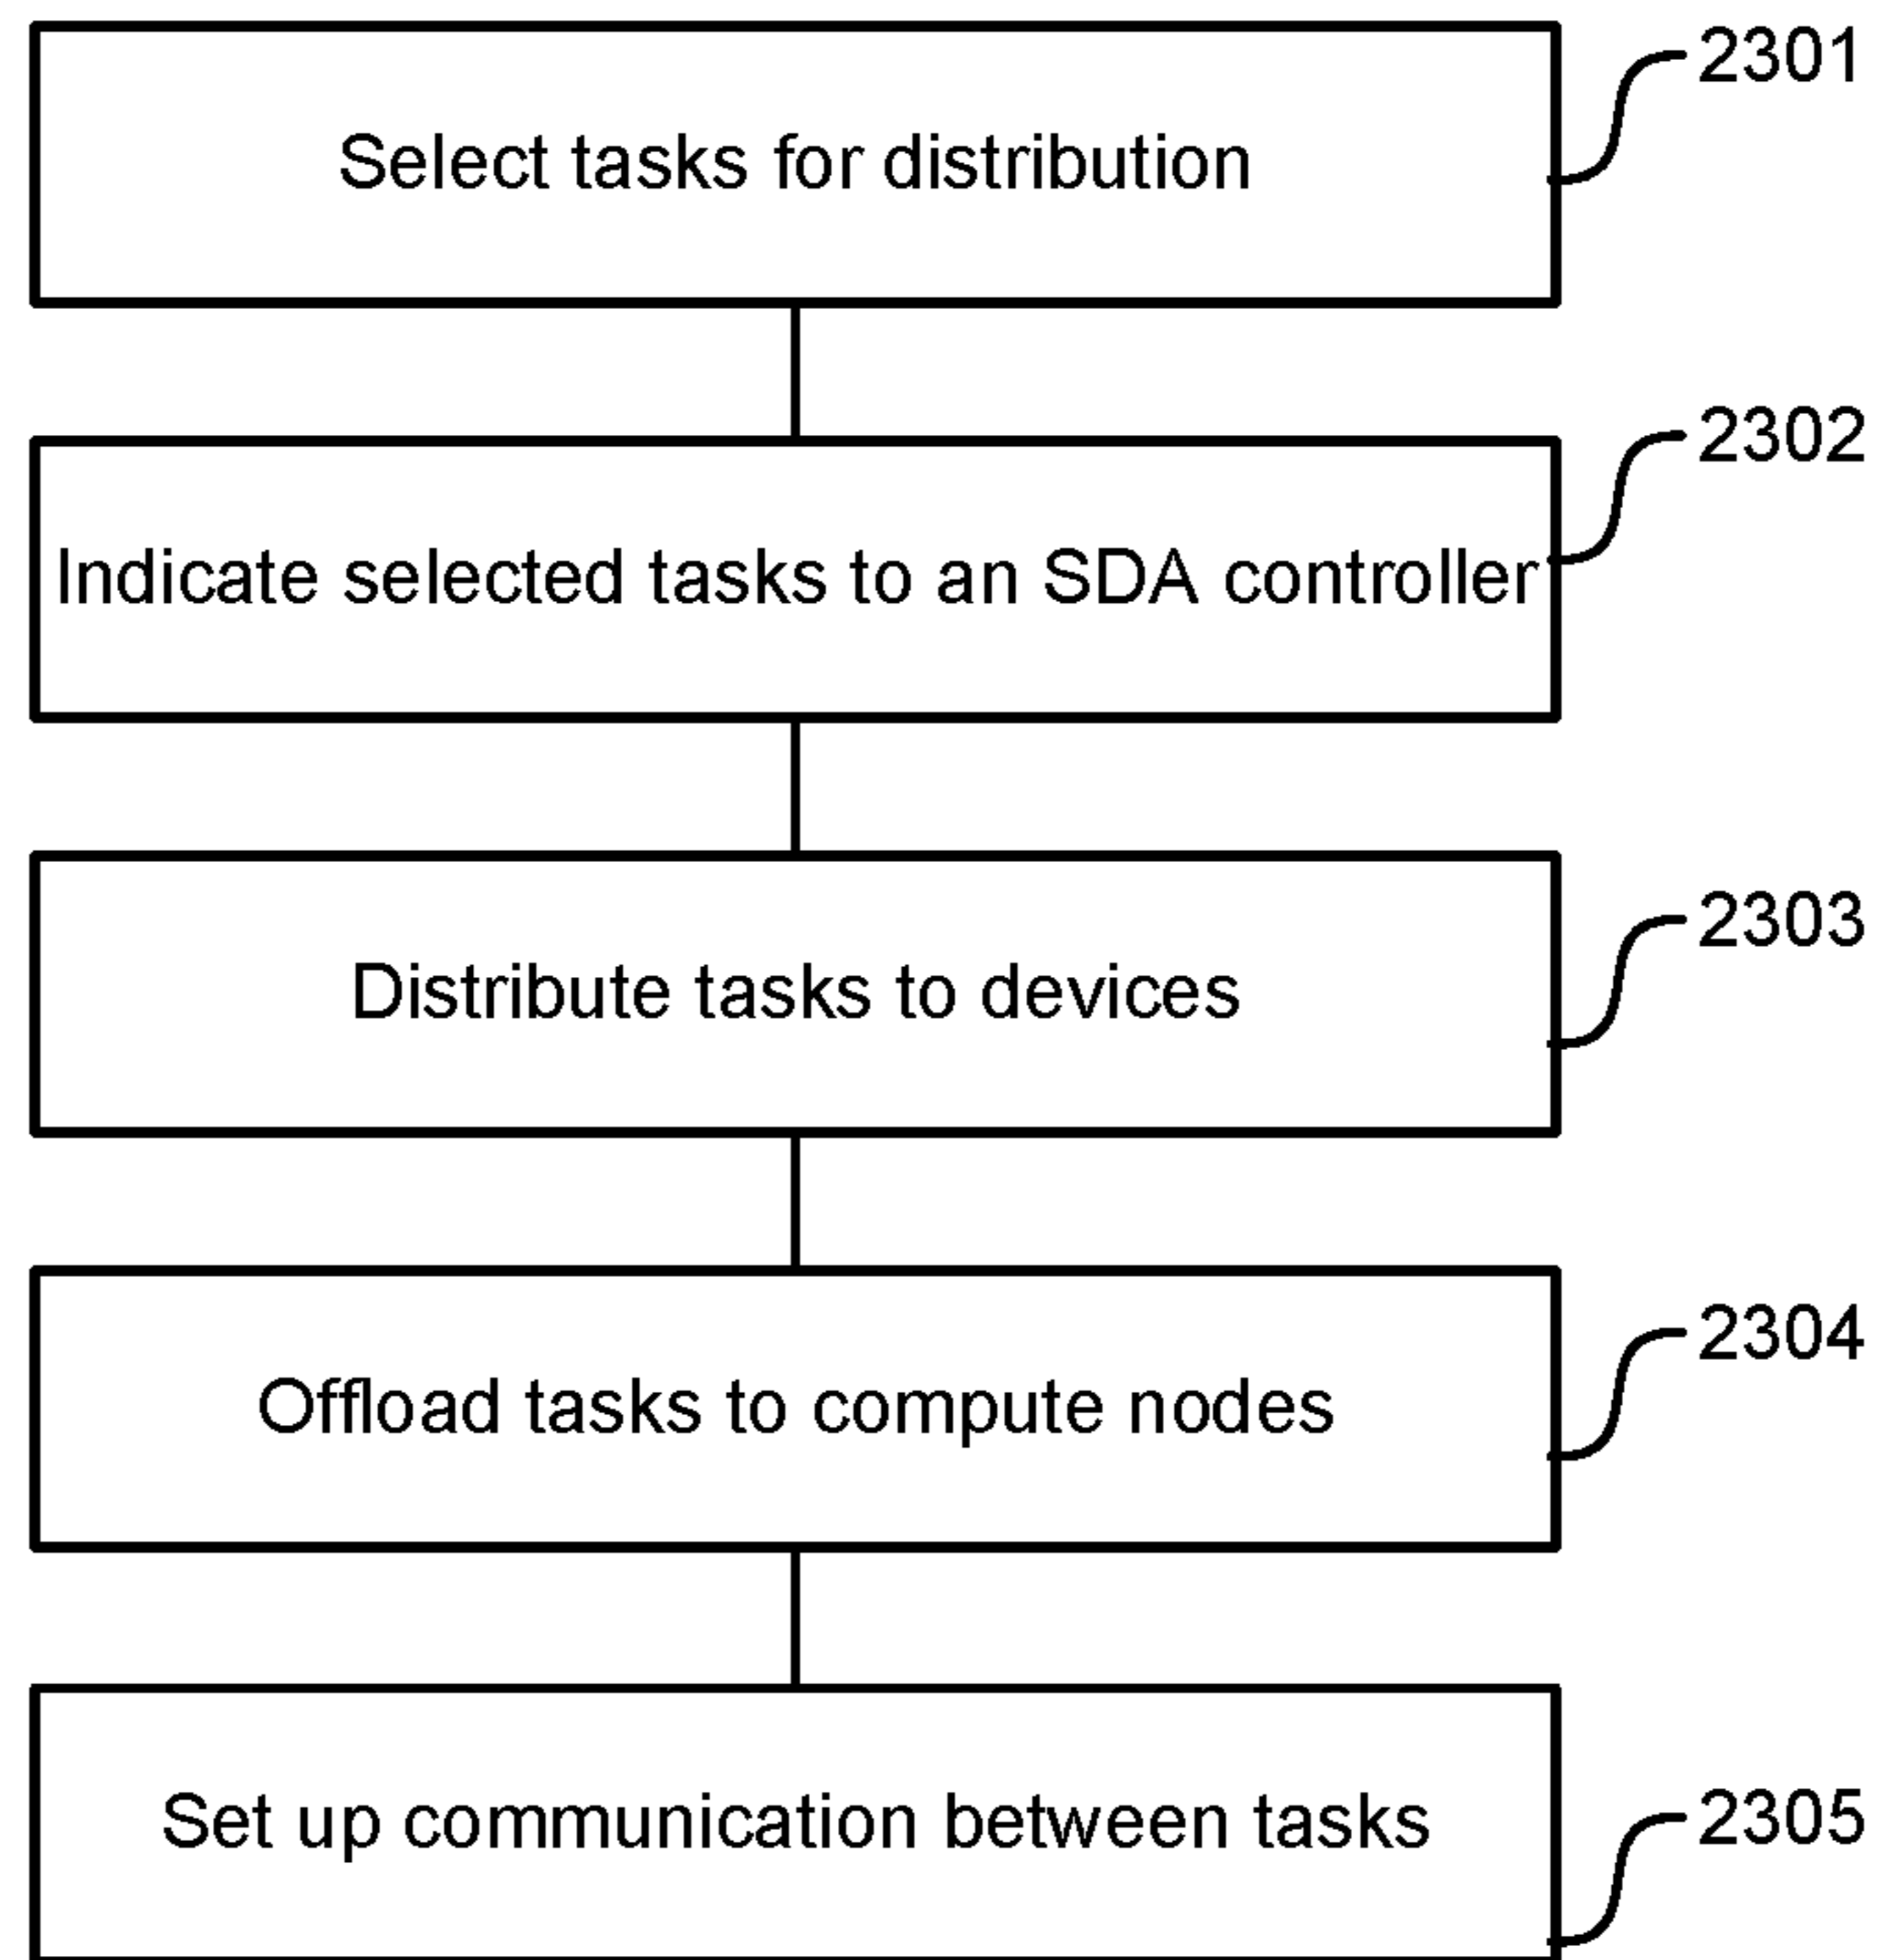 Select tasks for distribution
2301
Indicate selected tasks to an SDA controller
2302
Distribute tasks to devices
2303
Offload tasks to compute nodes
2304
Set up communication between tasks
2305